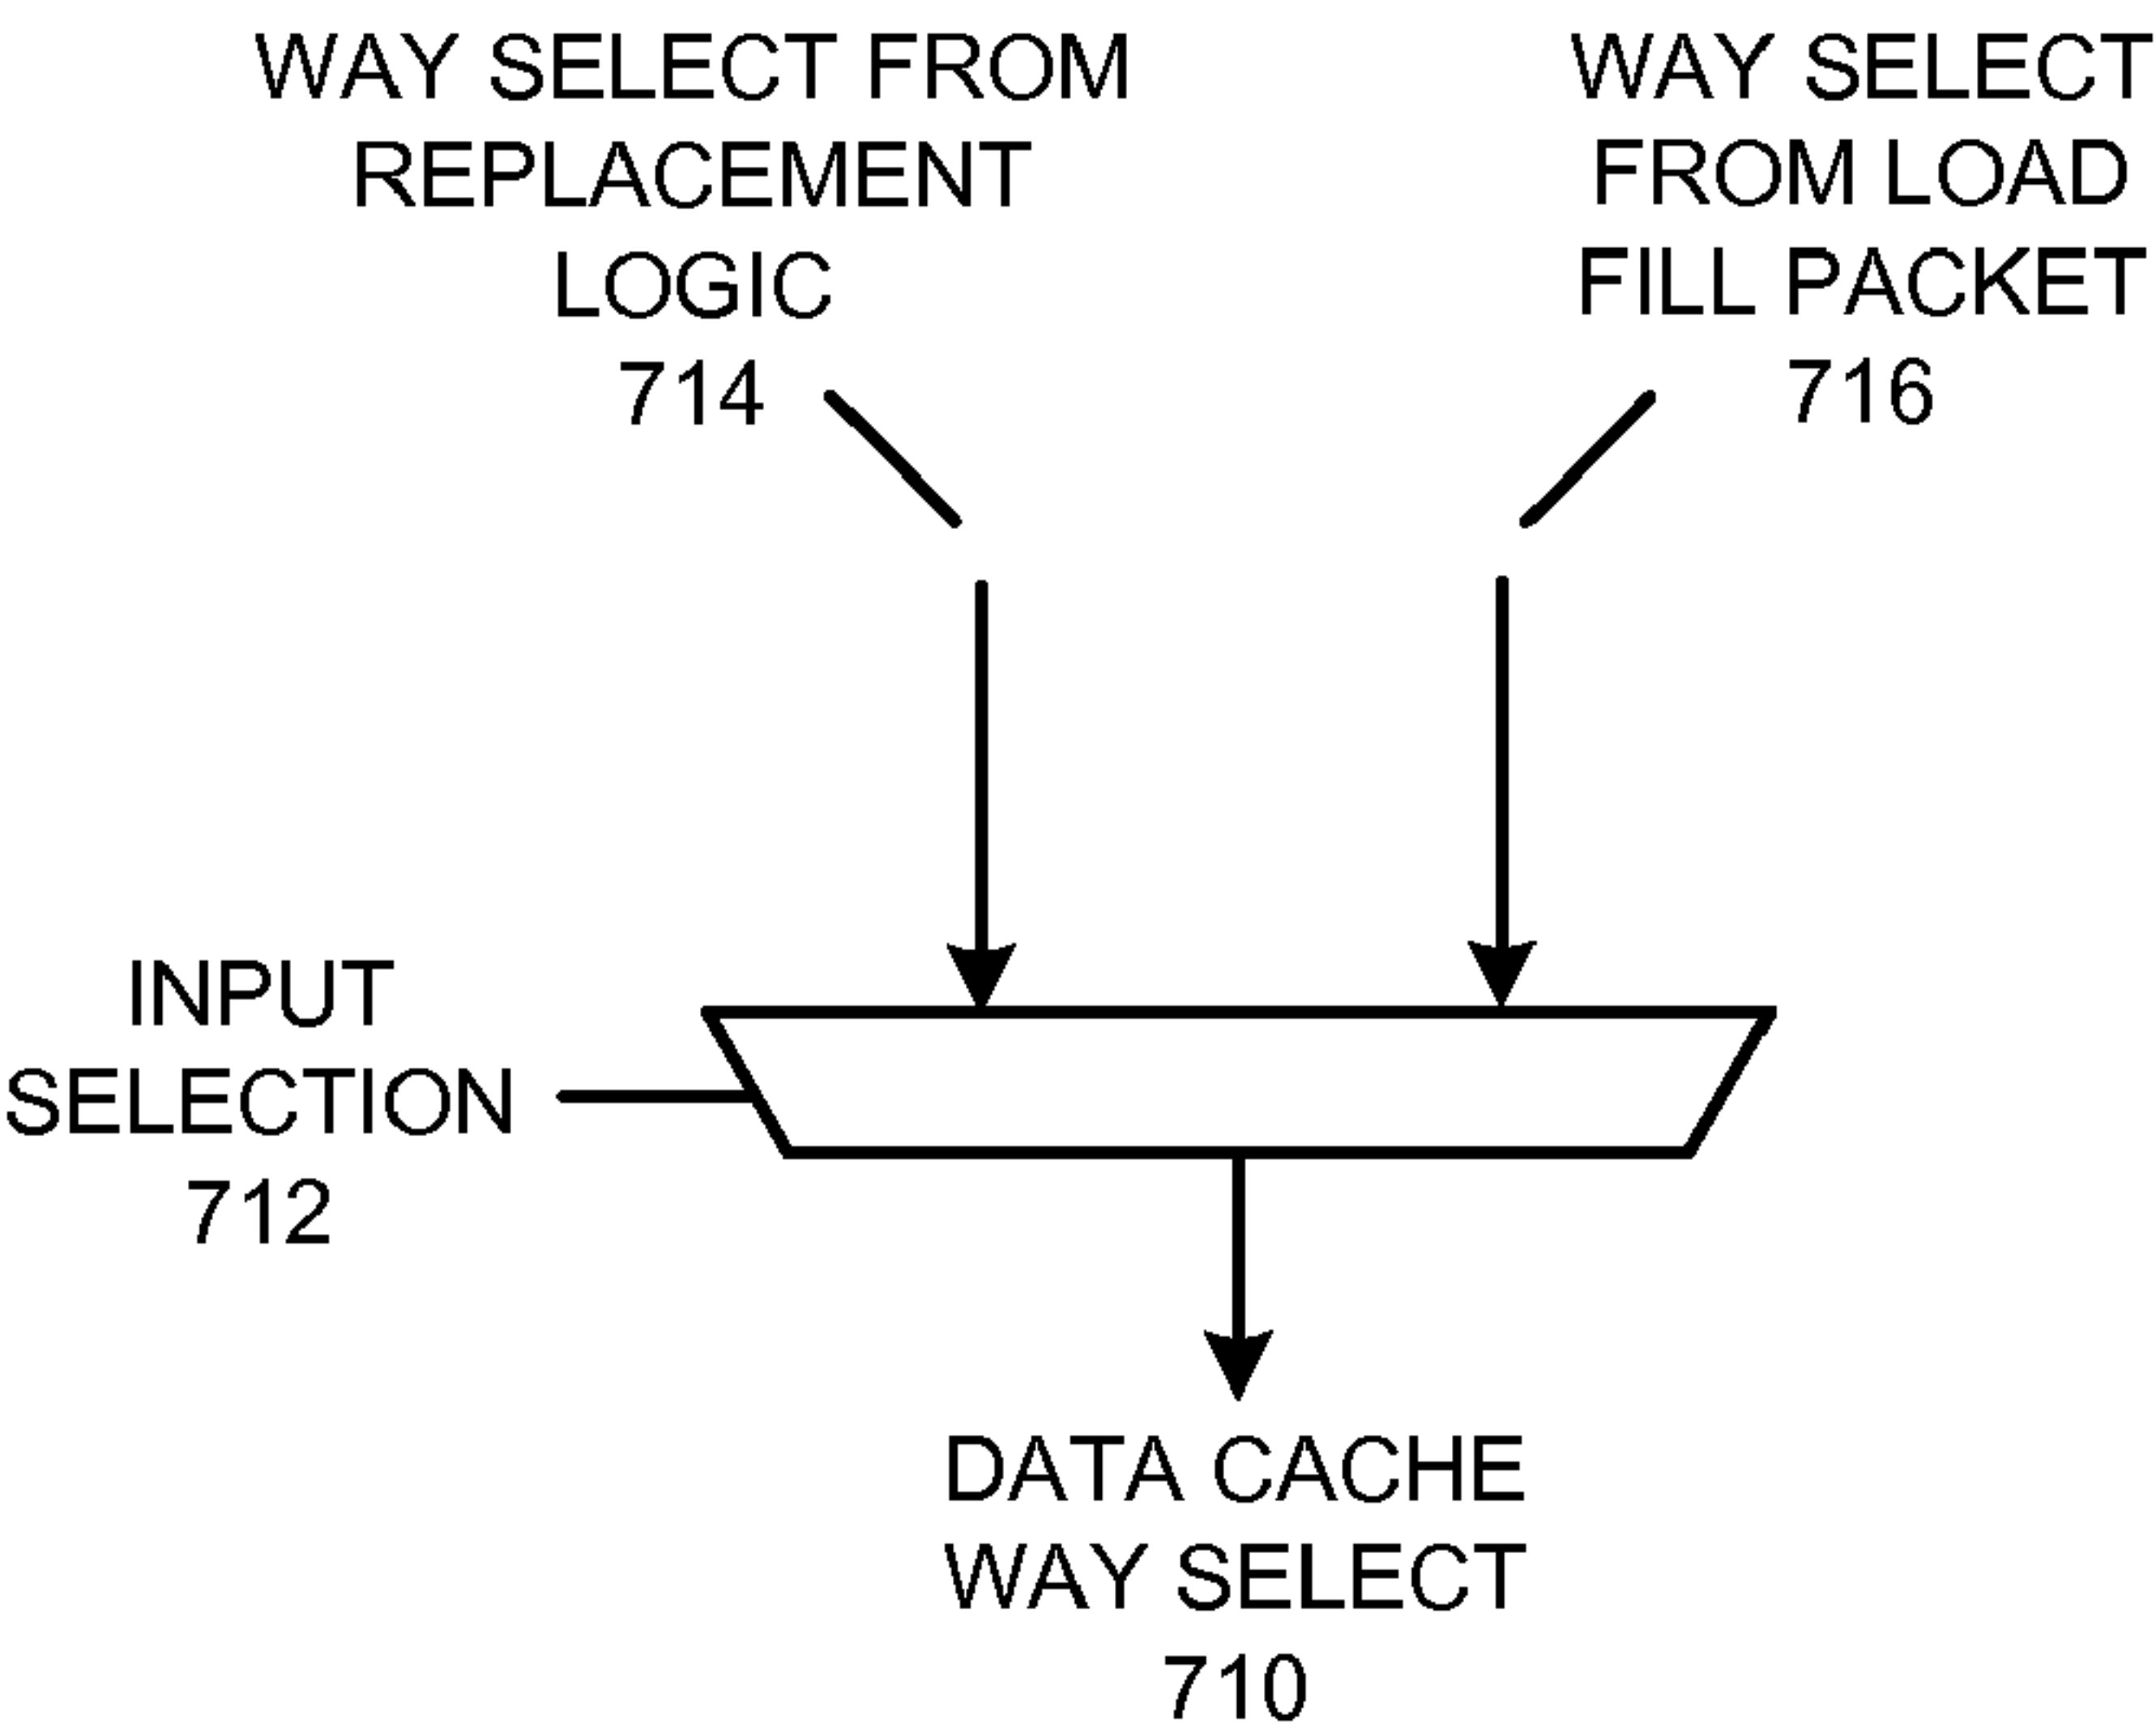 WAY SELECT FROM
REPLACEMENT
LOGIC
714
WAY SELECT
FROM LOAD
FILL PACKET
716
INPUT
SELECTION
712
DATA CACHE
WAY SELECT
710